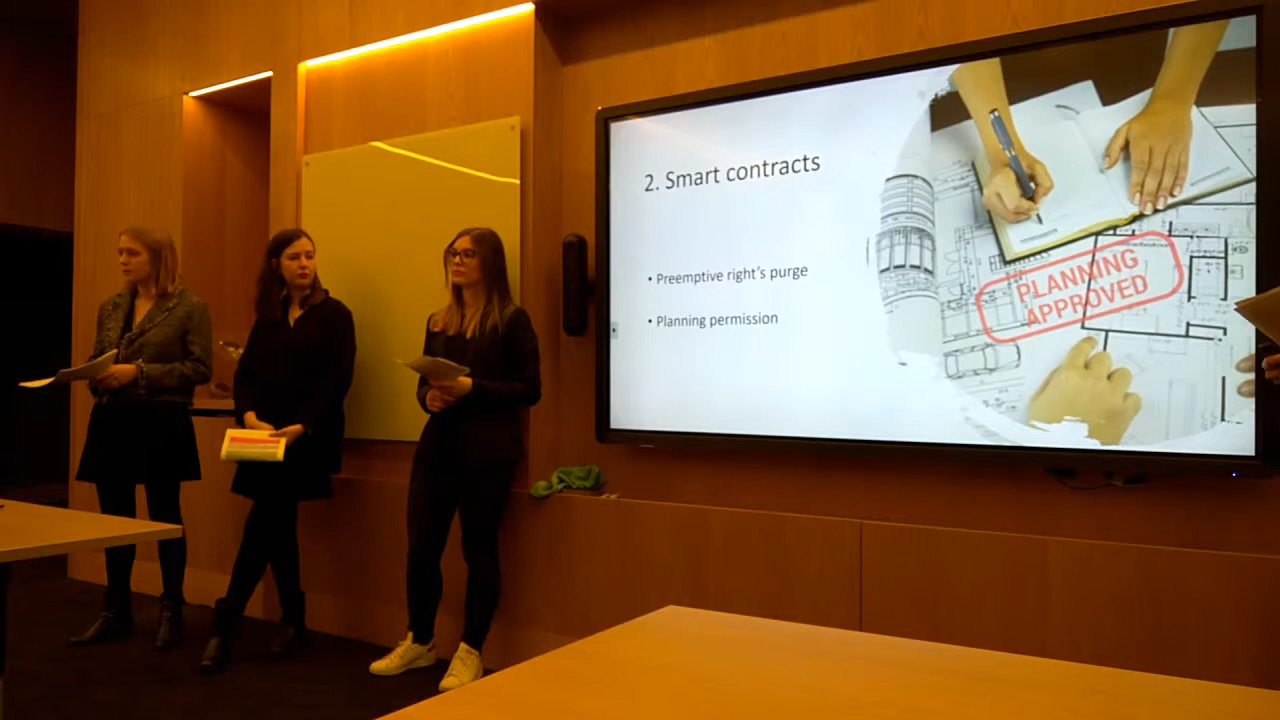 2. Smart contracts
• Preemptive right's purge
• Planning permission
PLANNING
APPROVED